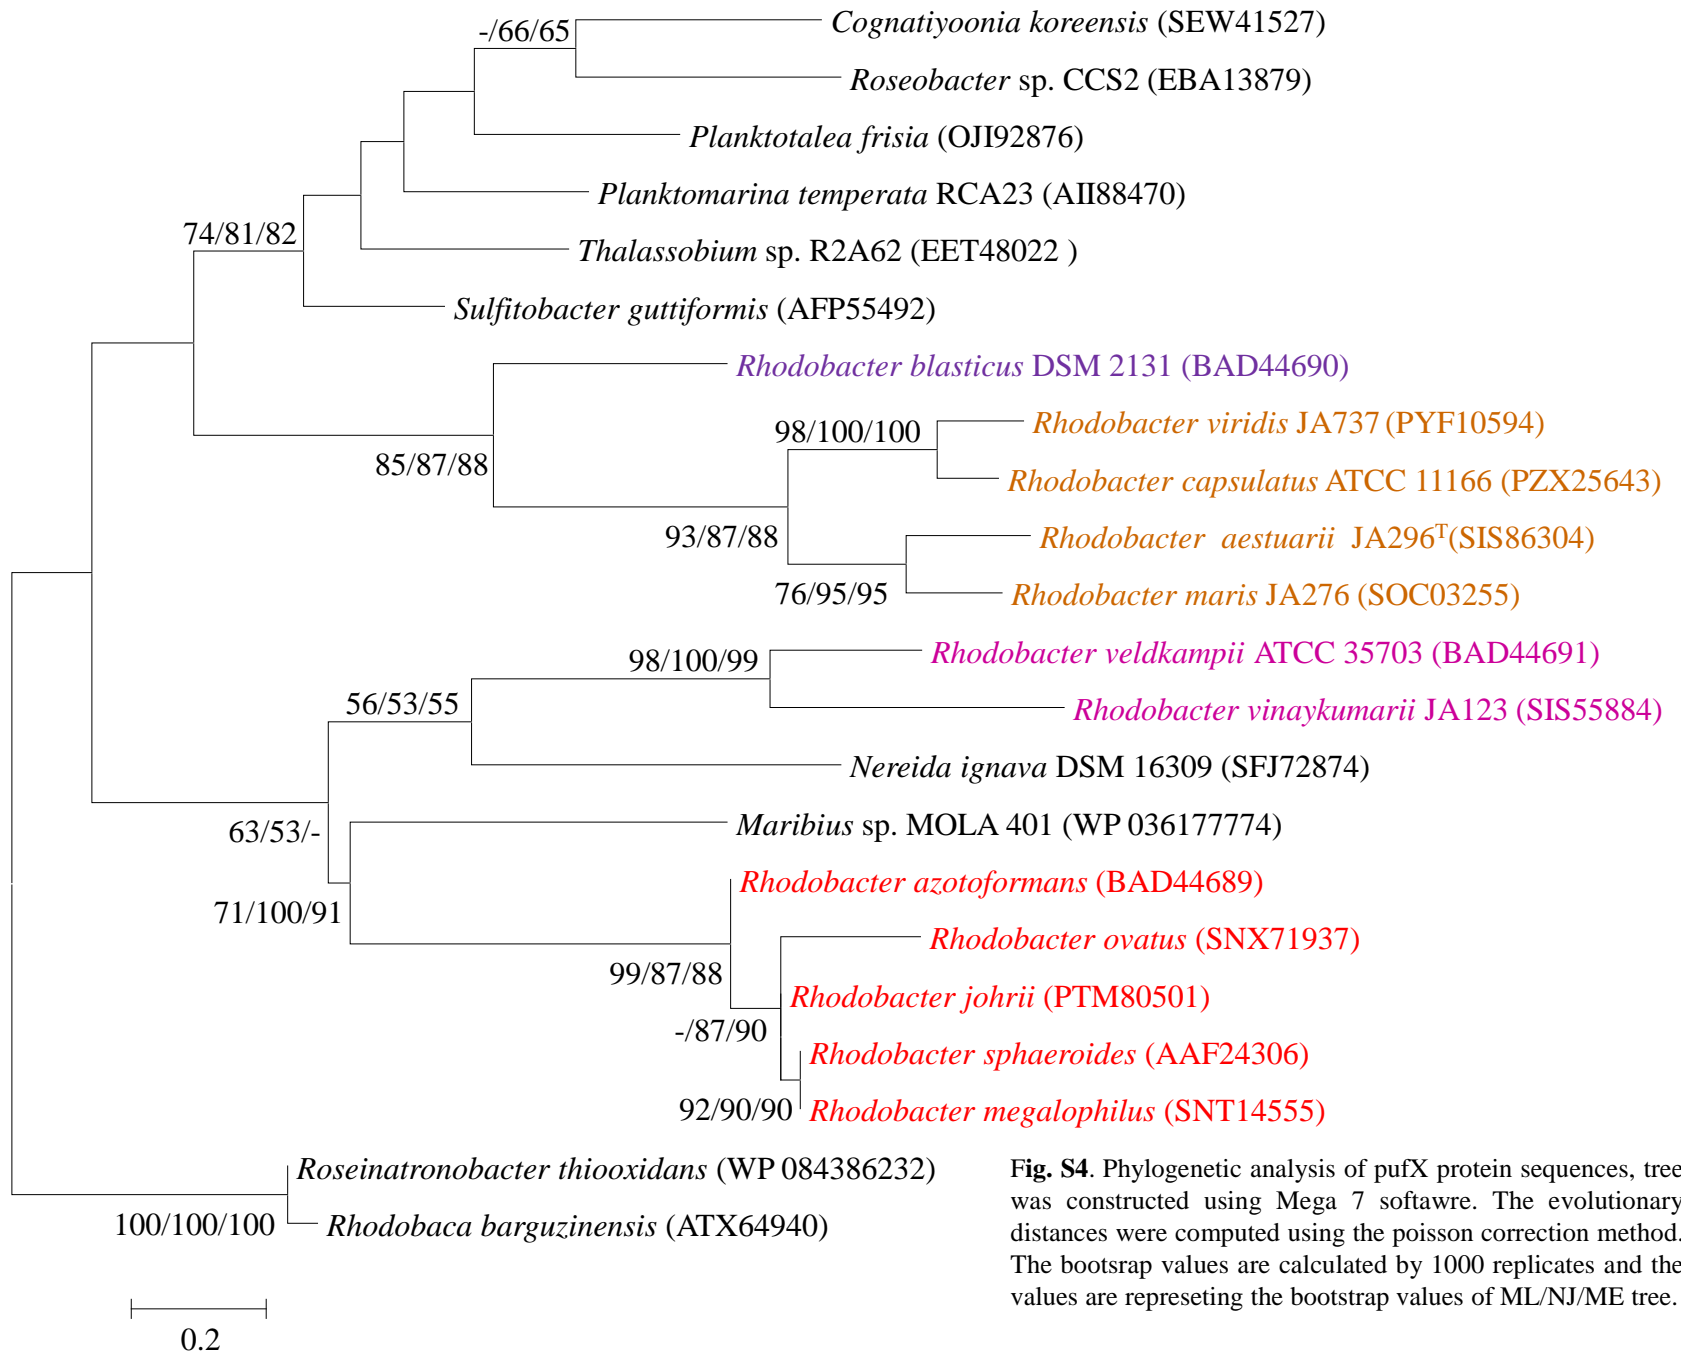 -/66/65
Cognatiyoonia koreensis (SEW41527)
Roseobacter sp. CCS2 (EBA13879)
Planktotalea frisia (OJI92876)
Planktomarina temperata RCA23 (AII88470)
74/81/82
Thalassobium sp. R2A62 (EET48022 )
Sulfitobacter guttiformis (AFP55492)
Rhodobacter blasticus DSM 2131 (BAD44690)
98/100/100
Rhodobacter viridis JA737 (PYF10594)
85/87/88
Rhodobacter capsulatus ATCC 11166 (PZX25643)
93/87/88
Rhodobacter aestuarii JA296ᵀ(SIS86304)
76/95/95
Rhodobacter maris JA276 (SOC03255)
98/100/99
Rhodobacter veldkampii ATCC 35703 (BAD44691)
56/53/55
Rhodobacter vinaykumarii JA123 (SIS55884)
Nereida ignava DSM 16309 (SFJ72874)
63/53/-
Maribius sp. MOLA 401 (WP 036177774)
Rhodobacter azotoformans (BAD44689)
71/100/91
Rhodobacter ovatus (SNX71937)
99/87/88
Rhodobacter johrii (PTM80501)
-/87/90
Rhodobacter sphaeroides (AAF24306)
92/90/90
Rhodobacter megalophilus (SNT14555)
Roseinatronobacter thiooxidans (WP 084386232)
100/100/100
Rhodobaca barguzinensis (ATX64940)
0.2
Fig. S4. Phylogenetic analysis of pufX protein sequences, tree
was constructed using Mega 7 softawre. The evolutionary
distances were computed using the poisson correction method.
The bootsrap values are calculated by 1000 replicates and the
values are represeting the bootstrap values of ML/NJ/ME tree.